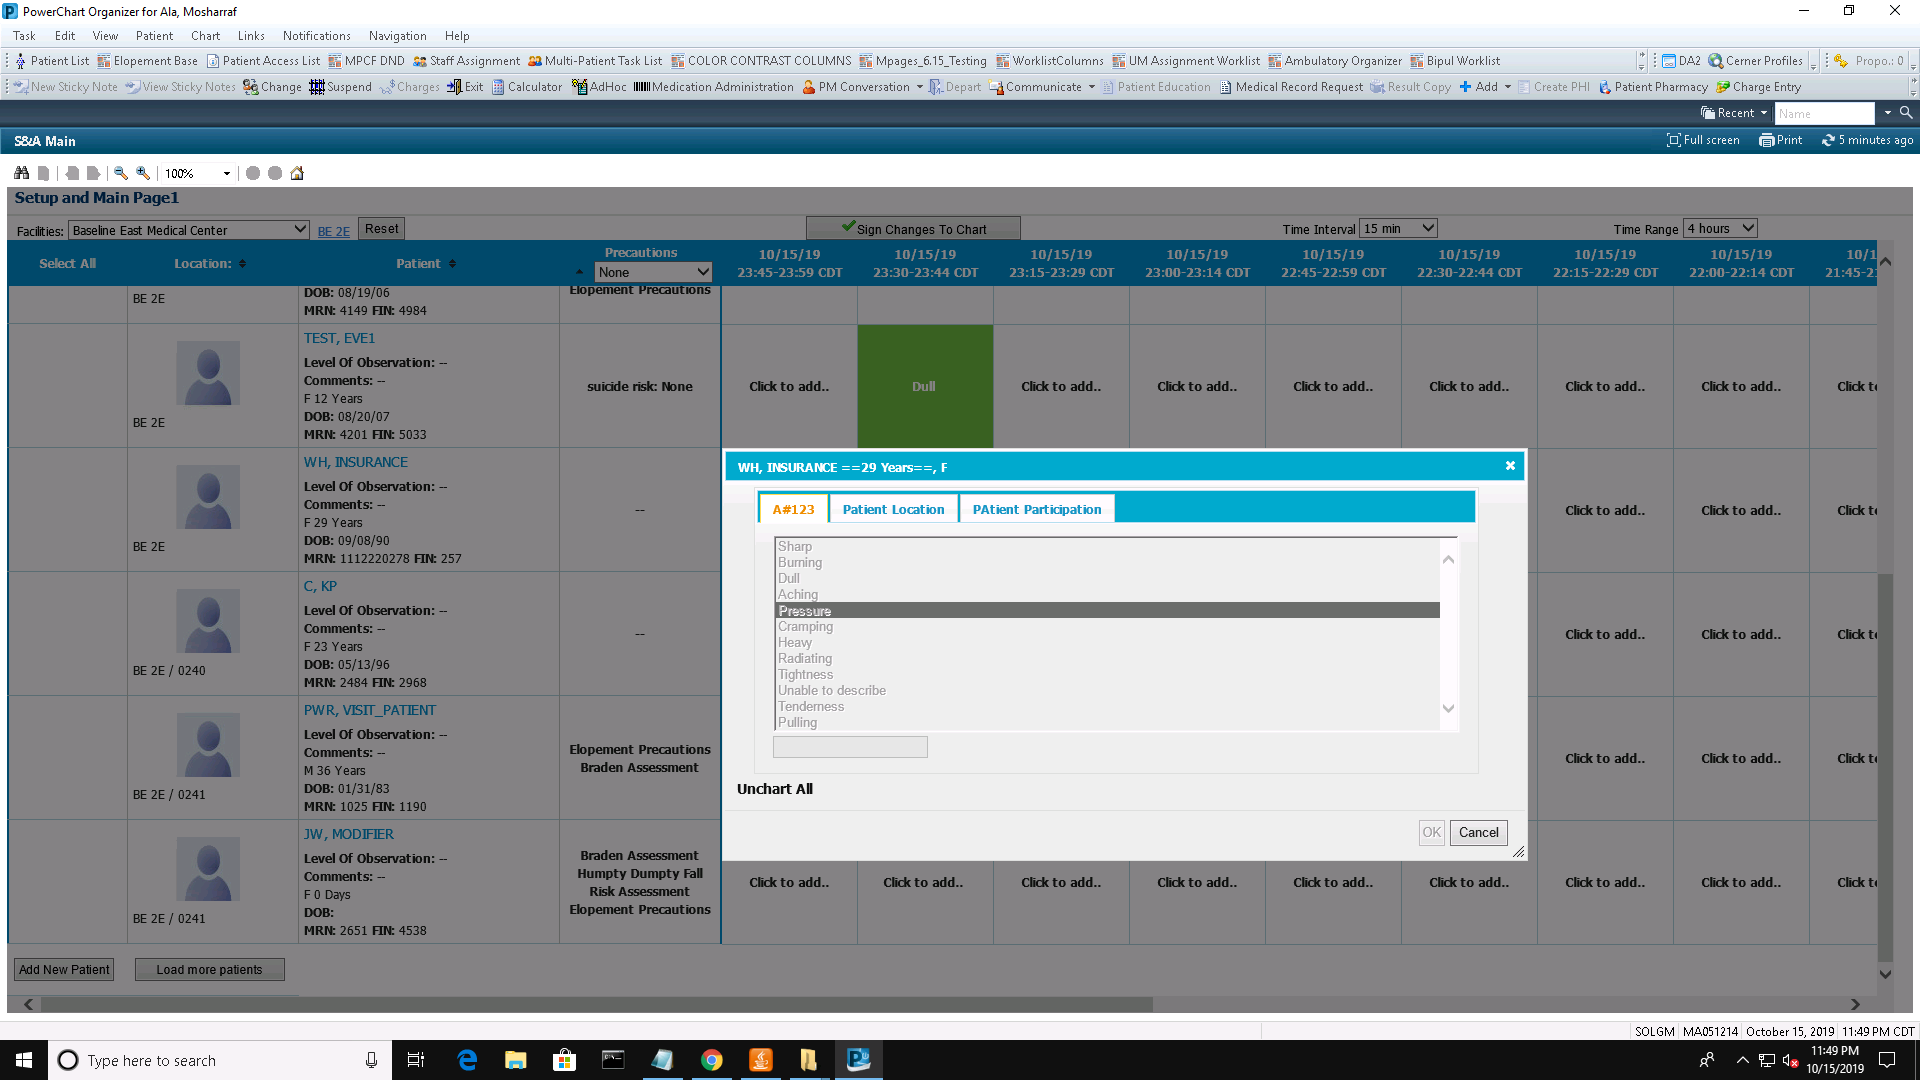 PowerChart Organizer for Ala, Mosharraf
Task Edit View Patient Chart Links Notifications Navigation Help
Patient List Elopement Base Patient Access List MPCF DND Staff Assignment Multi-Patient Task List COLOR CONTRAST COLUMNS Mpages_6.15_Testing WorklistColumns UM Assignment Worklist Ambulatory Organizer Bipul Worklist DA2 Cerner Profiles Propo.: 0
New Sticky Note View Sticky Notes Change Suspend Charges Exit Calculator AdHoc Medication Administration PM Conversation Depart Communicate Patient Education Medical Record Request Result Copy Add Create PHI Patient Pharmacy Charge Entry
Recent Name
S&A Main Full screen Print 5 minutes ago
100%
Setup and Main Page1
Facilities: Baseline East Medical Center BE 2E Reset Sign Changes To Chart Time Interval 15 min Time Range 4 hours
Select All Location: Patient Precautions None
10/15/19 10/15/19 10/15/19 10/15/19 10/15/19 10/15/19 10/15/19 10/15/19 10/1
23:45-23:59 CDT 23:30-23:44 CDT 23:15-23:29 CDT 23:00-23:14 CDT 22:45-22:59 CDT 22:30-22:44 CDT 22:15-22:29 CDT 22:00-22:14 CDT 21:45-2
BE 2E DOB: 08/19/06 Elopement Precautions
MRN: 4149 FIN: 4984
TEST, EVE1
Level Of Observation: --
Comments: --
F 12 Years
DOB: 08/20/07
MRN: 4201 FIN: 5033
BE 2E
suicide risk: None
Click to add.. Dull Click to add.. Click to add.. Click to add.. Click to add.. Click to add.. Click to add.. Click t
WH, INSURANCE
Level Of Observation: --
Comments: --
F 29 Years
DOB: 09/08/90
MRN: 1112220278 FIN: 257
BE 2E
--
Click to add.. Click to add.. Click t
C, KP
Level Of Observation: --
Comments: --
F 23 Years
DOB: 05/13/96
MRN: 2484 FIN: 2968
BE 2E / 0240
--
Click to add.. Click to add.. Click t
PWR, VISIT_PATIENT
Level Of Observation: --
Comments: --
M 36 Years
DOB: 01/31/83
MRN: 1025 FIN: 1190
BE 2E / 0241
Elopement Precautions
Braden Assessment
Click to add.. Click to add.. Click t
JW, MODIFIER
Level Of Observation: --
Comments: --
F 0 Days
DOB:
MRN: 2651 FIN: 4538
BE 2E / 0241
Braden Assessment
Humpty Dumpty Fall
Risk Assessment
Elopement Precautions
Click to add.. Click to add.. Click to add.. Click to add.. Click to add.. Click to add.. Click to add.. Click to add.. Click t
WH, INSURANCE ==29 Years==, F
A#123 Patient Location PAtient Participation
Sharp
Burning
Dull
Aching
Pressure
Cramping
Heavy
Radiating
Tightness
Unable to describe
Tenderness
Pulling
Unchart All
OK Cancel
Add New Patient Load more patients
SOLGM MA051214 October 15, 2019 11:49 PM CDT
Type here to search
11:49 PM
10/15/2019